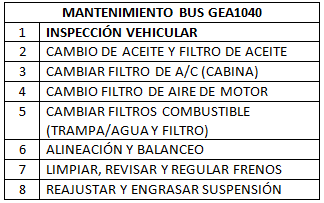 MANTENIMIENTO BUS GEA1040
1 INSPECCIÓN VEHICULAR
2 CAMBIO DE ACEITE Y FILTRO DE ACEITE
3 CAMBIAR FILTRO DE A/C (CABINA)
4 CAMBIO FILTRO DE AIRE DE MOTOR
5 CAMBIAR FILTROS COMBUSTIBLE
(TRAMPA/AGUA Y FILTRO)
6 ALINEACIÓN Y BALANCEO
7 LIMPIAR, REVISAR Y REGULAR FRENOS
8 REAJUSTAR Y ENGRASAR SUSPENSIÓN